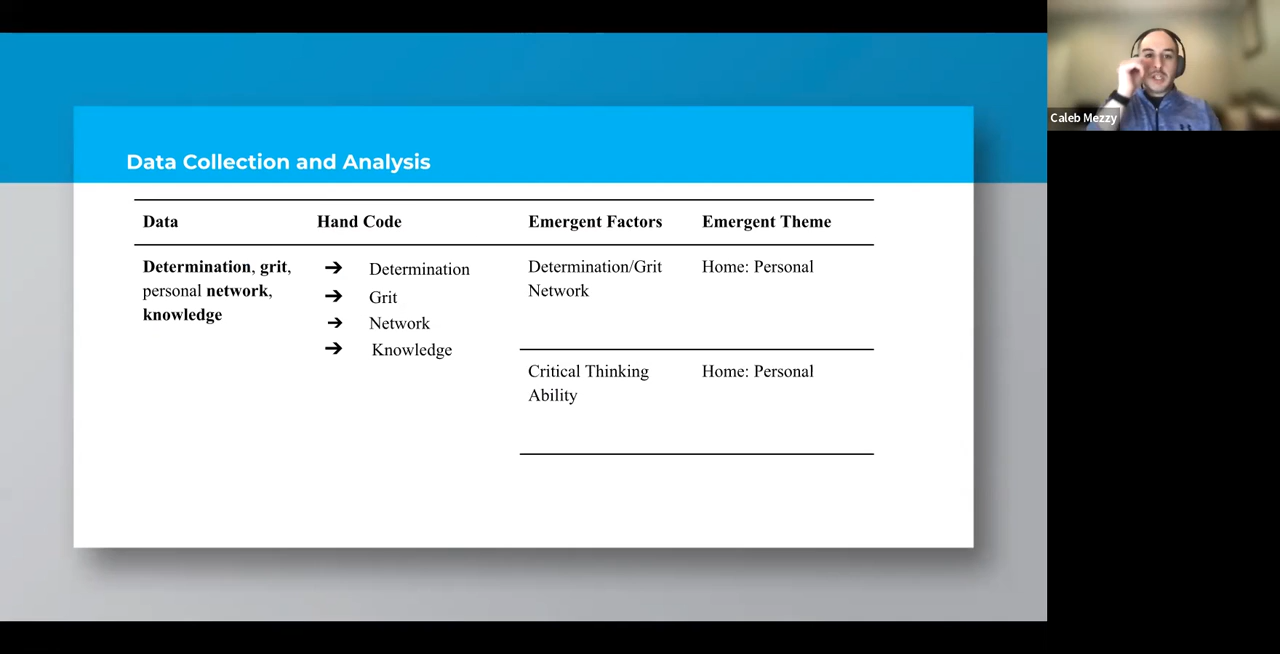 Data Collection and Analysis
Data Hand Code Emergent Factors Emergent Theme
Determination, grit,
personal network,
knowledge
➔ Determination
➔ Grit
➔ Network
➔ Knowledge
Determination/Grit
Network
Home: Personal
Critical Thinking
Ability
Home: Personal
Caleb Mezzy